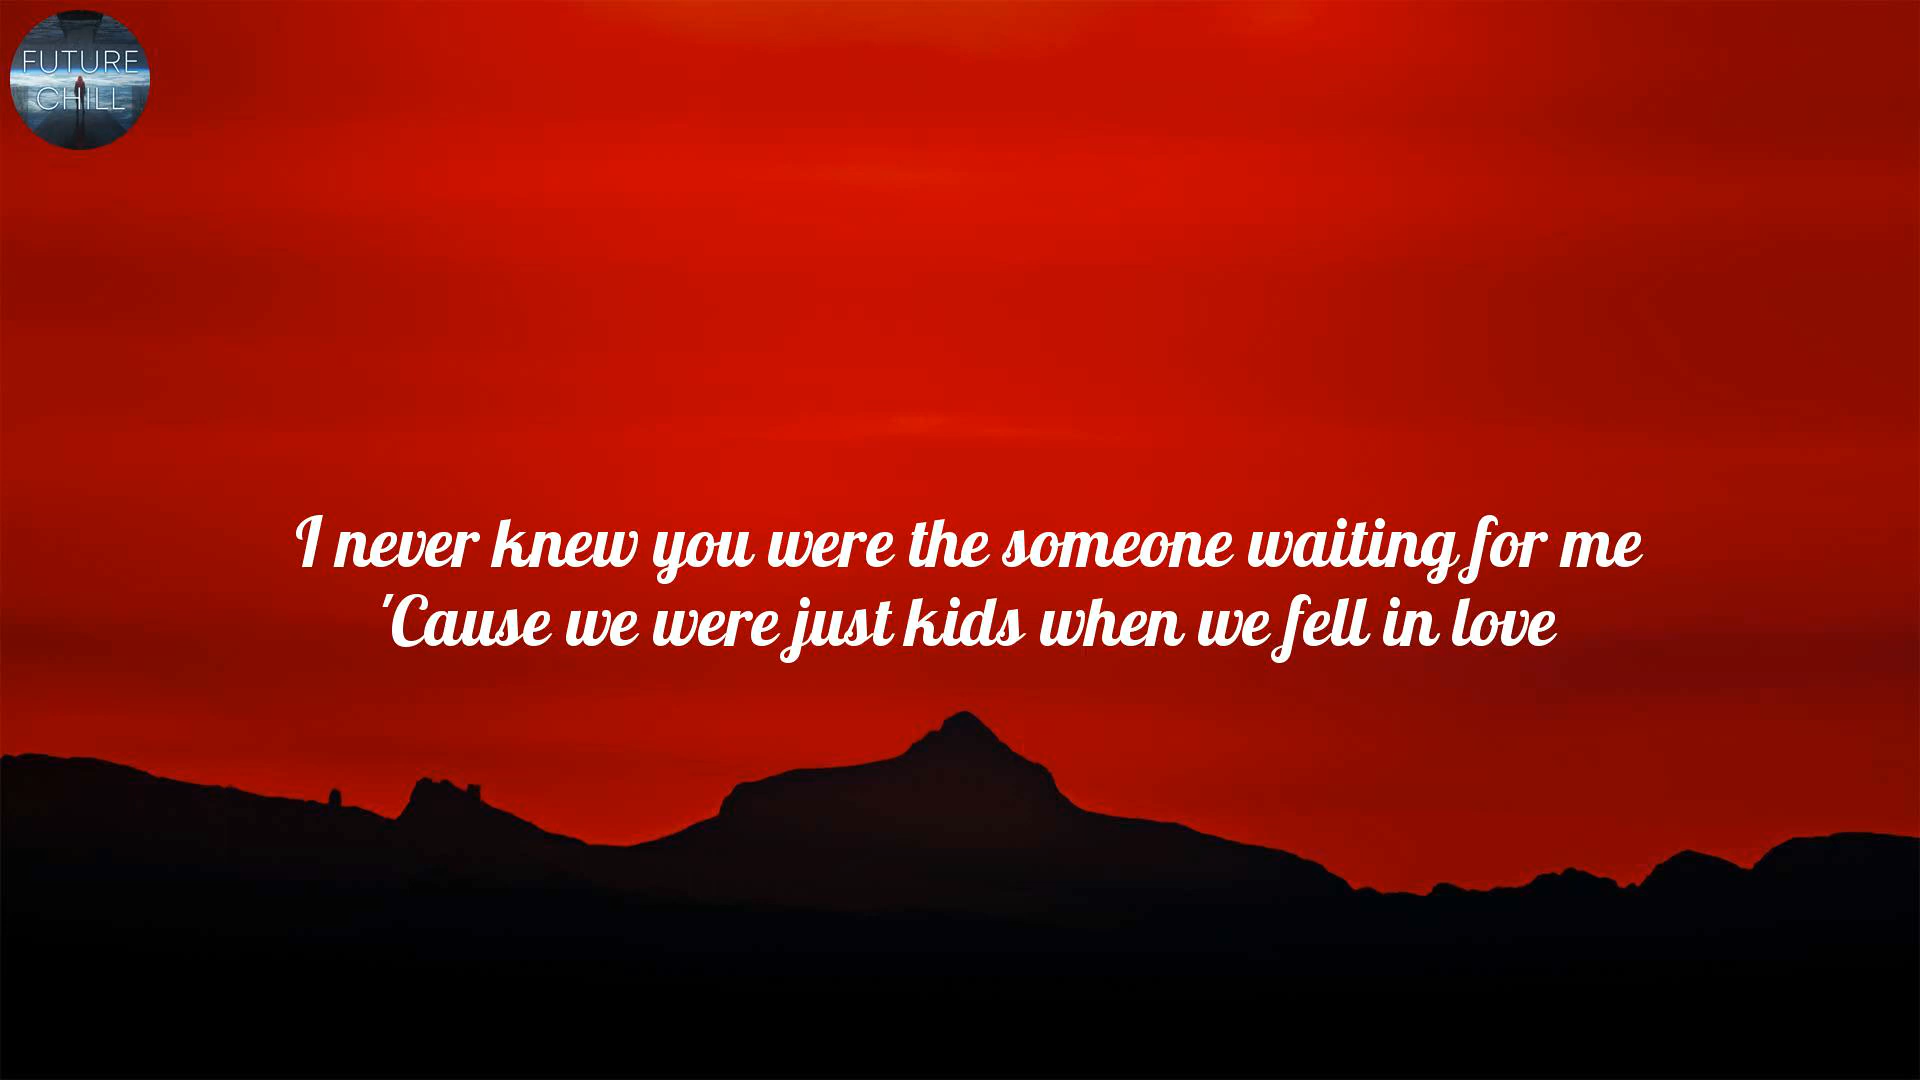 FUTURE
CHILL
I never knew you were the someone waiting for me
'Cause we were just kids when we fell in love